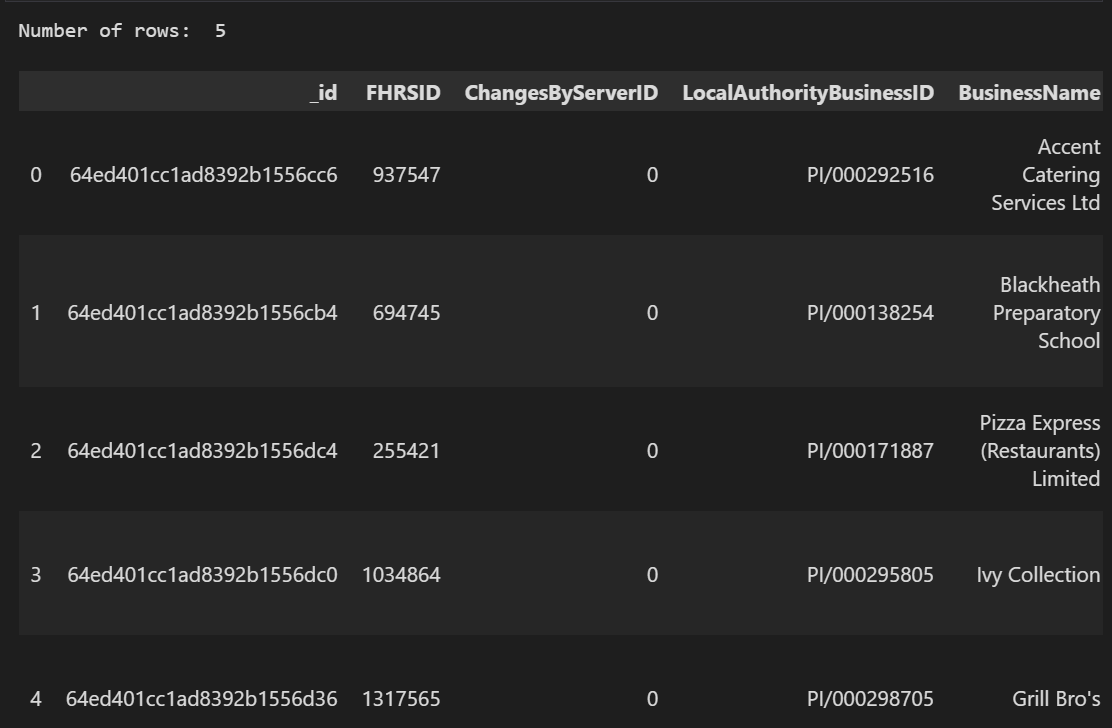 Number of rows:  5
_id FHRSID ChangesByServerID LocalAuthorityBusinessID BusinessName
0 64ed401cc1ad8392b1556cc6 937547 0 PI/000292516 Accent
Catering
Services Ltd
1 64ed401cc1ad8392b1556cb4 694745 0 PI/000138254 Blackheath
Preparatory
School
2 64ed401cc1ad8392b1556dc4 255421 0 PI/000171887 Pizza Express
(Restaurants)
Limited
3 64ed401cc1ad8392b1556dc0 1034864 0 PI/000295805 Ivy Collection
4 64ed401cc1ad8392b1556d36 1317565 0 PI/000298705 Grill Bro's